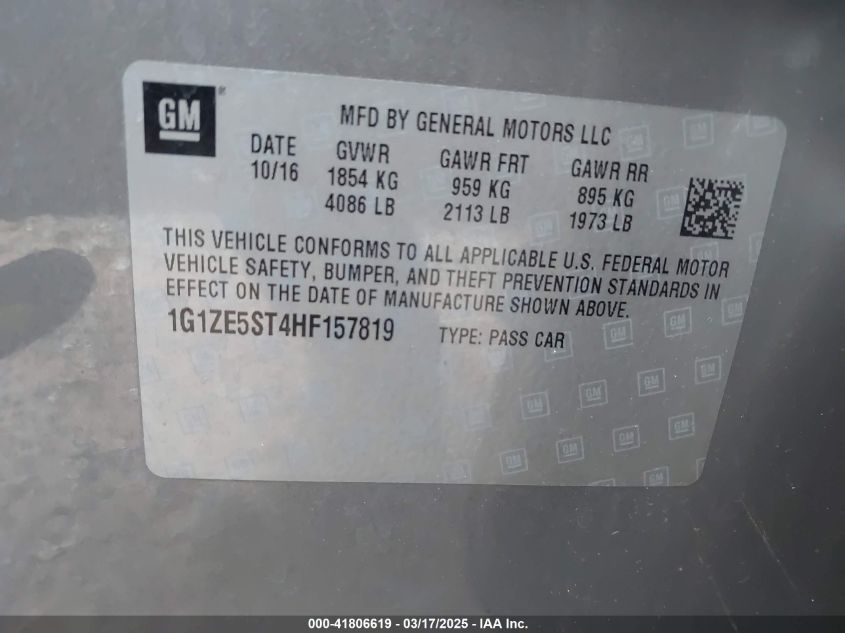 GM
MFD BY GENERAL MOTORS LLC
DATE GVWR GAWR FRT GAWR RR
10/16 1854 KG 959 KG 895 KG
4086 LB 2113 LB 1973 LB
THIS VEHICLE CONFORMS TO ALL APPLICABLE U.S. FEDERAL MOTOR
VEHICLE SAFETY, BUMPER, AND THEFT PREVENTION STANDARDS IN
EFFECT ON THE DATE OF MANUFACTURE SHOWN ABOVE.
1G1ZE5ST4HF157819 TYPE: PASS CAR
000-41806619 - 03/17/2025 - IAAI Inc.